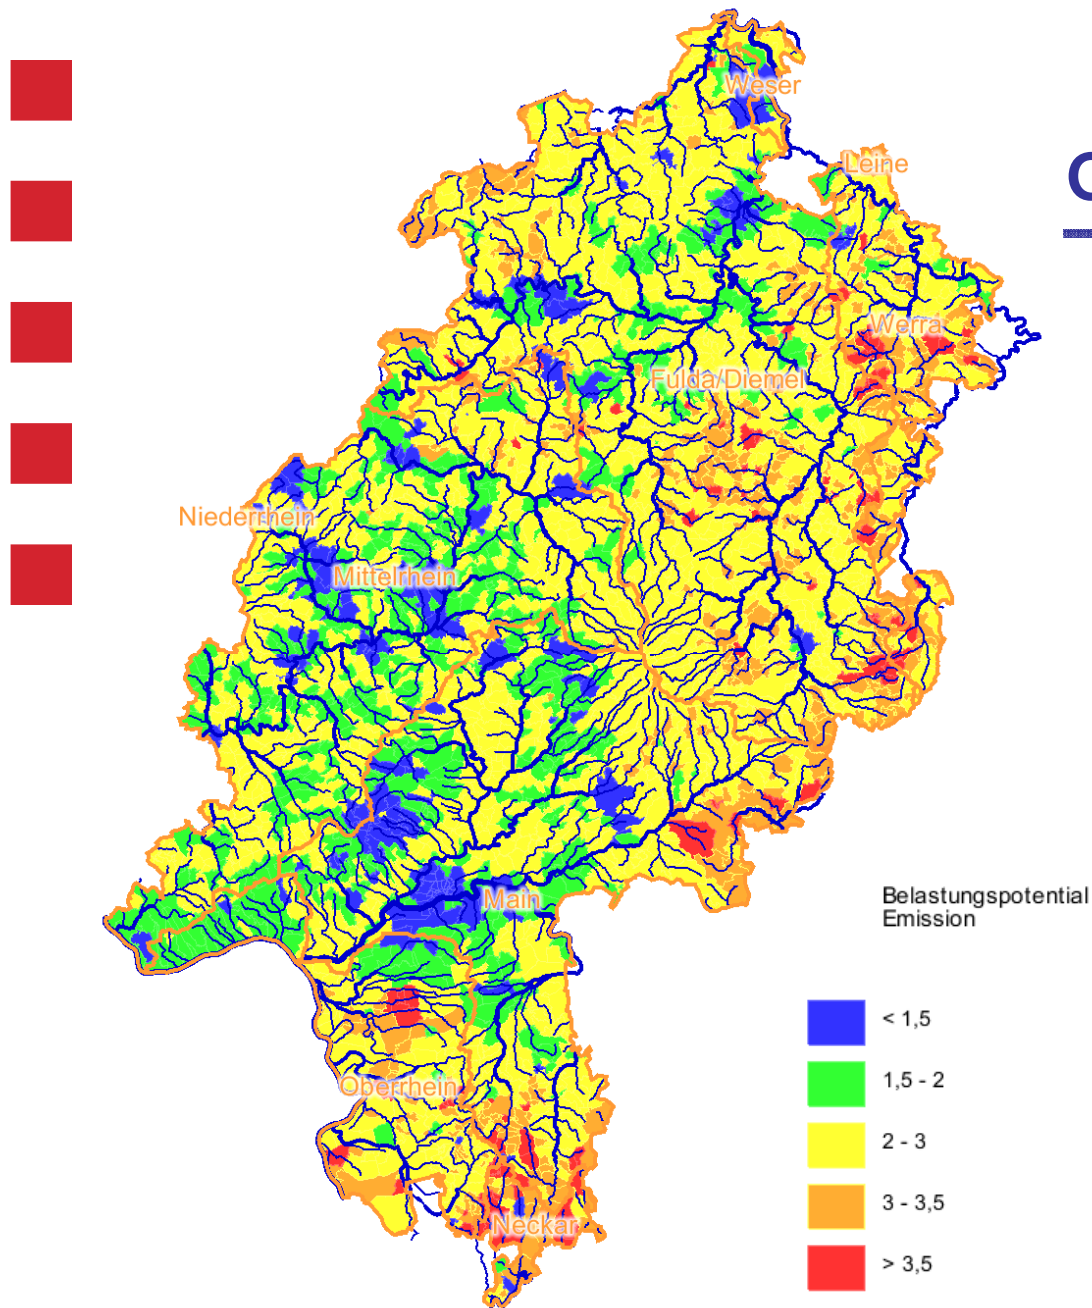 Weser
Leine
Werra
Fulda/Diemel
Niederrhein
Mittelrhein
Main
Oberrhein
Neckar
Belastungspotential
Emission
< 1,5
1,5 - 2
2 - 3
3 - 3,5
> 3,5